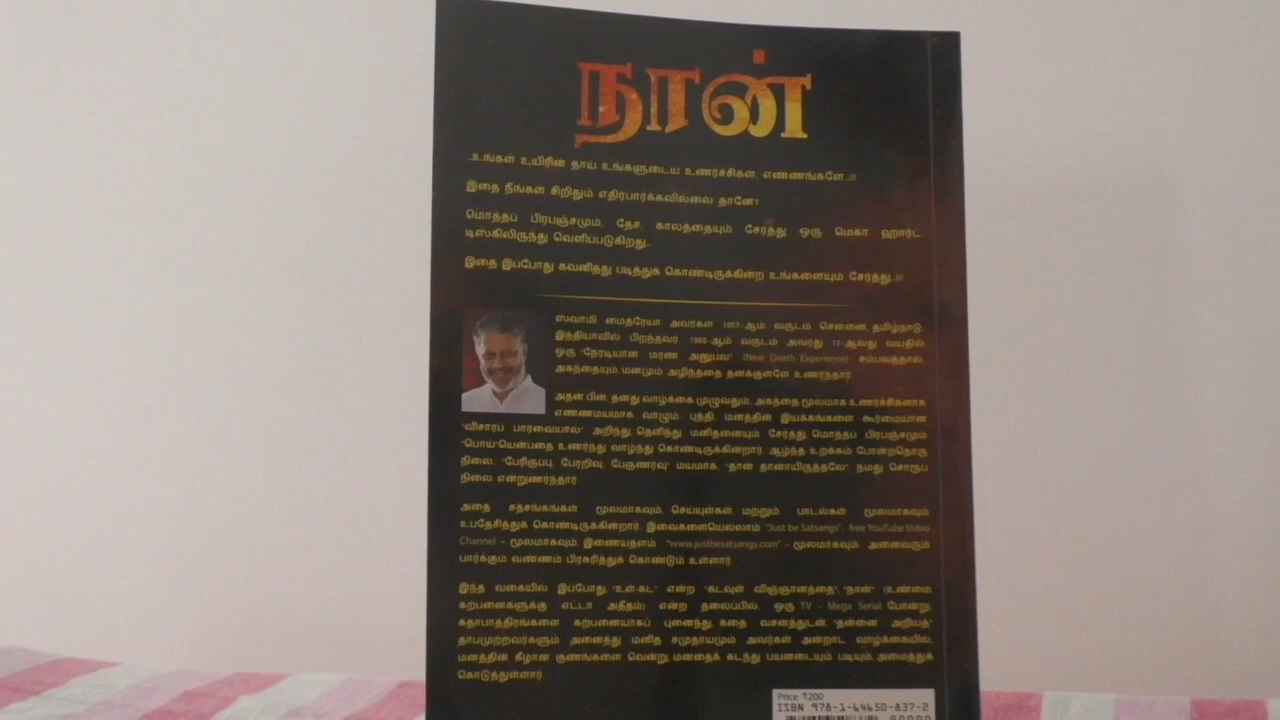 நான்
...உங்கள் உயிரின் தாய் உங்களுடைய உணர்ச்சிகள், எண்ணங்களே...!!!
இதை நீங்கள் சிறிதும் எதிர்பார்க்கவில்லை தானே?
மொத்தப் பிரபஞ்சமும், தேச, காலத்தையும் சேர்த்து ஒரு மெகா ஹார்ட்
டிஸ்கிலிருந்து வெளிப்படுகிறது...
இதை இப்போது கவனித்து படித்துக் கொண்டிருக்கின்ற உங்களையும் சேர்த்து...!!!
ஸ்வாமி மைத்ரேயா அவர்கள் 1957-ஆம் வருடம் சென்னை, தமிழ்நாடு,
இந்தியாவில் பிறந்தவர். 1969-ஆம் வருடம் அவரது 12-ஆவது வயதில்
ஒரு "நேரடியான மரண அனுபவ" (Near Death Experience) சம்பவத்தால்,
அகந்தையும், மனமும் அழிந்ததை தனக்குள்ளே உணர்ந்தார்.
அதன் பின், தனது வாழ்க்கை முழுவதும், அகந்தை மூலமாக உணர்ச்சிகளாக
எண்ணமயமாக வாழும், புத்தி, மனத்தின் இயக்கங்களை கூர்மையான
"விசாரப் பார்வையால்" அறிந்து, தெளிந்து மனிதனையும் சேர்த்து, மொத்தப் பிரபஞ்சமும்
"பொய்"யென்பதை உணர்ந்து வாழ்ந்து கொண்டிருக்கின்றார். ஆழ்ந்த உறக்கம் போன்றதொரு
நிலை, "பேரிருப்பு, பேரறிவு, பேருணர்வு" மயமாக, "தான் தானாயிருத்தலே" நமது சொரூப
நிலை என்றுணர்ந்தார்.
அதை சத்சங்கங்கள் மூலமாகவும், செய்யுள்கள், மற்றும் பாடல்கள் மூலமாகவும்
உபதேசித்துக் கொண்டிருக்கின்றார். இவைகளையெல்லாம் "Just be Satsangs", free YouTube Video
Channel – மூலமாகவும், இணையதளம் "www.justbesatsangs.com" – மூலமாகவும் அனைவரும்
பார்க்கும் வண்ணம் பிரசுரித்துக் கொண்டும் உள்ளார்.
இந்த வகையில் இப்போது, "உள்-கட" என்ற "கடவுள் விஞ்ஞானத்தை", "நான்" (உண்மை
கற்பனைகளுக்கு எட்டா அதீதம்) என்ற தலைப்பில், ஒரு TV - Mega Serial போன்று,
கதாபாத்திரங்களை கற்பனையாகப் புனைந்து, கதை வசனத்துடன், "தன்னை அறியத்"
தாபமுற்றவர்களும் அனைத்து மனித சமுதாயமும் அவர்கள் அன்றாட வாழ்க்கையில்,
மனத்தின் கீழான குணங்களை வென்று, மனதைக் கடந்து பயனடையும் படியும், அமைத்துக்
கொடுத்துள்ளார்.
Price ₹200
ISBN 978-1-64650-837-2